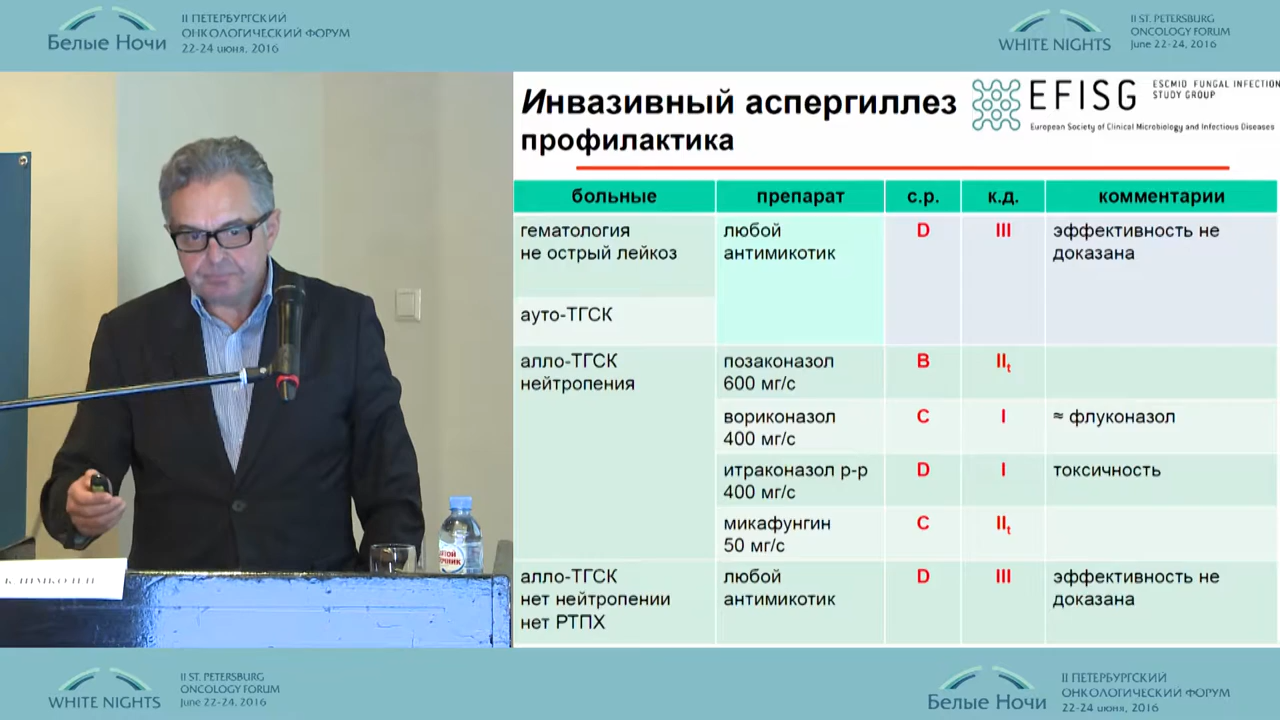 II ПЕТЕРБУРГСКИЙ
ОНКОЛОГИЧЕСКИЙ ФОРУМ
Белые Ночи
22-24 июня, 2016
II ST. PETERSBURG
ONCOLOGY FORUM
WHITE NIGHTS
June 22-24, 2016
Инвазивный аспергиллез
профилактика
EFISG
ESCMID FUNGAL INFECTION
STUDY GROUP
European Society of Clinical Microbiology and Infectious Diseases
больные препарат с.р. к.д. комментарии
гематология
не острый лейкоз
любой
антимикотик
D III
эффективность не
доказана
ауто-ТГСК
алло-ТГСК
нейтропения
позаконазол
600 мг/с
B IIt
вориконазол
400 мг/с
C I ≈ флуконазол
итраконазол р-р
400 мг/с
D I токсичность
микафунгин
50 мг/с
C IIt
алло-ТГСК
нет нейтропении
нет РТПХ
любой
антимикотик
D III
эффективность не
доказана
WHITE NIGHTS
II ST. PETERSBURG
ONCOLOGY FORUM
June 22-24, 2016
Белые Ночи
II ПЕТЕРБУРГСКИЙ
ОНКОЛОГИЧЕСКИЙ ФОРУМ
22-24 июня, 2016